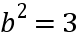 b² = 3